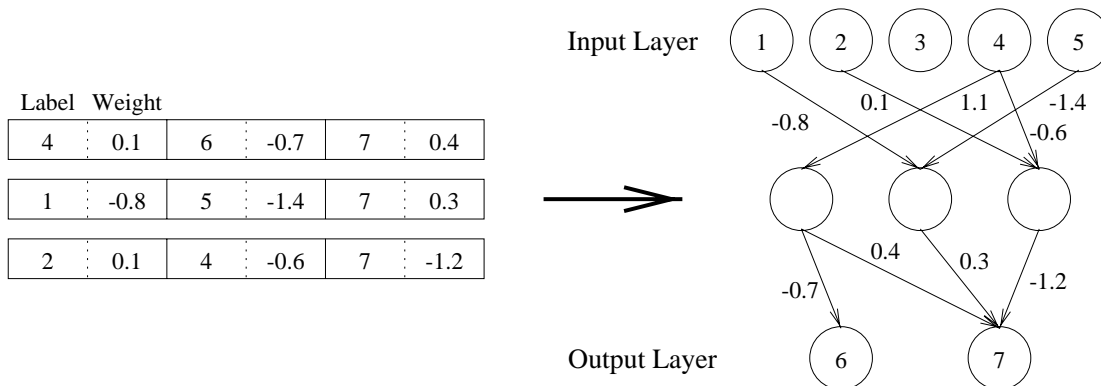 Input Layer 1 2 3 4 5
Label Weight
0.1 1.1 -1.4
-0.8 -0.6
4 0.1 6 -0.7 7 0.4
1 -0.8 5 -1.4 7 0.3
2 0.1 4 -0.6 7 -1.2
0.4 0.3 -1.2
-0.7
Output Layer 6 7